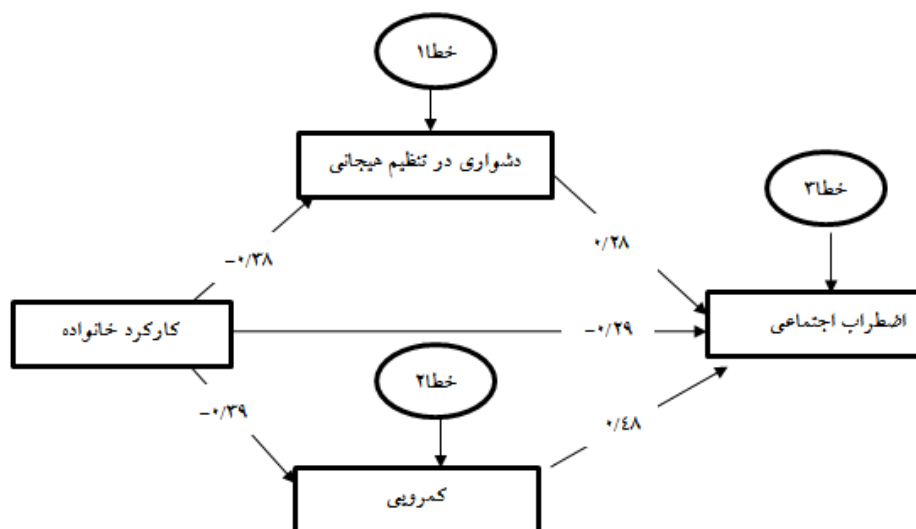 خطا۱
دشواری در تنظیم هیجانی
خطا۳
۰/۲۸
-۰/۳۸
اضطراب اجتماعی
کارکرد خانواده
-۰/۲۹
خطا۲
-۰/۳۹
۰/٤۸
کمرویی